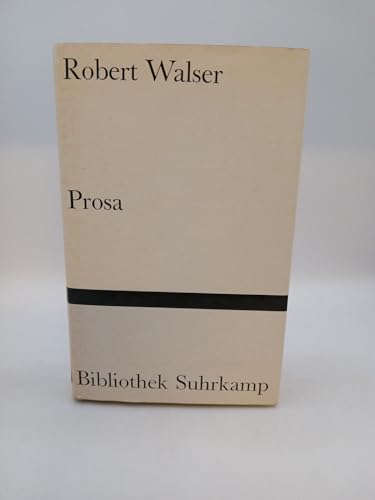 Robert Walser
Prosa
Bibliothek Suhrkamp